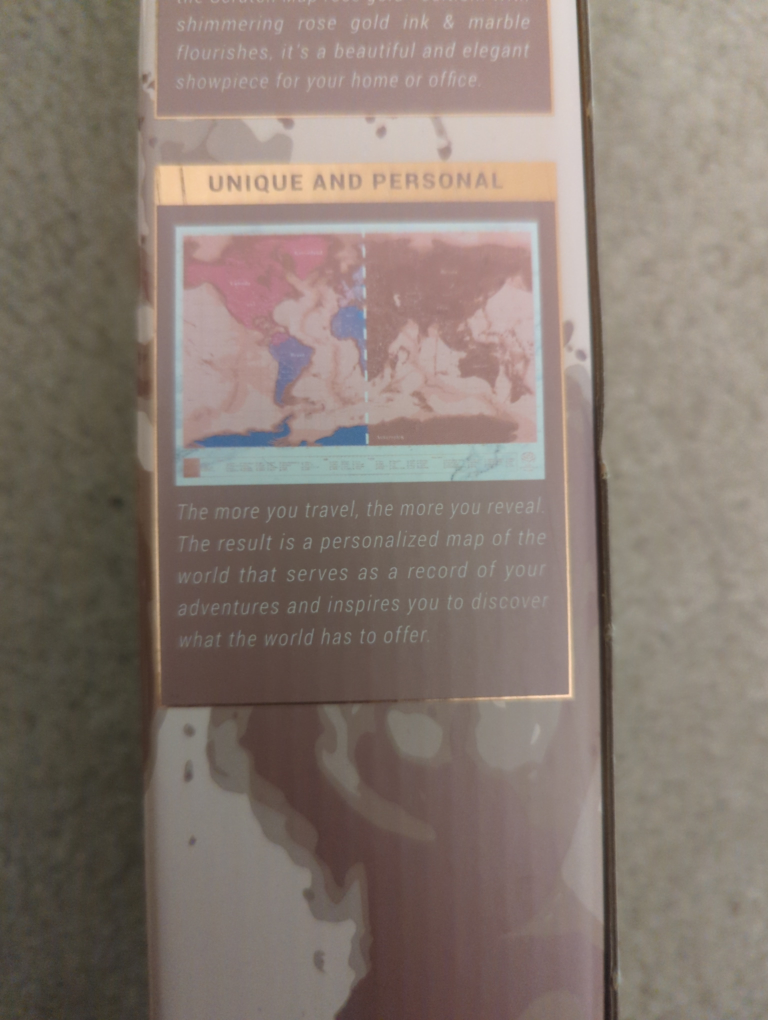 shimmering rose gold ink & marble
flourishes, it's a beautiful and elegant
showpiece for your home or office.
UNIQUE AND PERSONAL
The more you travel, the more you reveal.
The result is a personalized map of the
world that serves as a record of your
adventures and inspires you to discover
what the world has to offer.